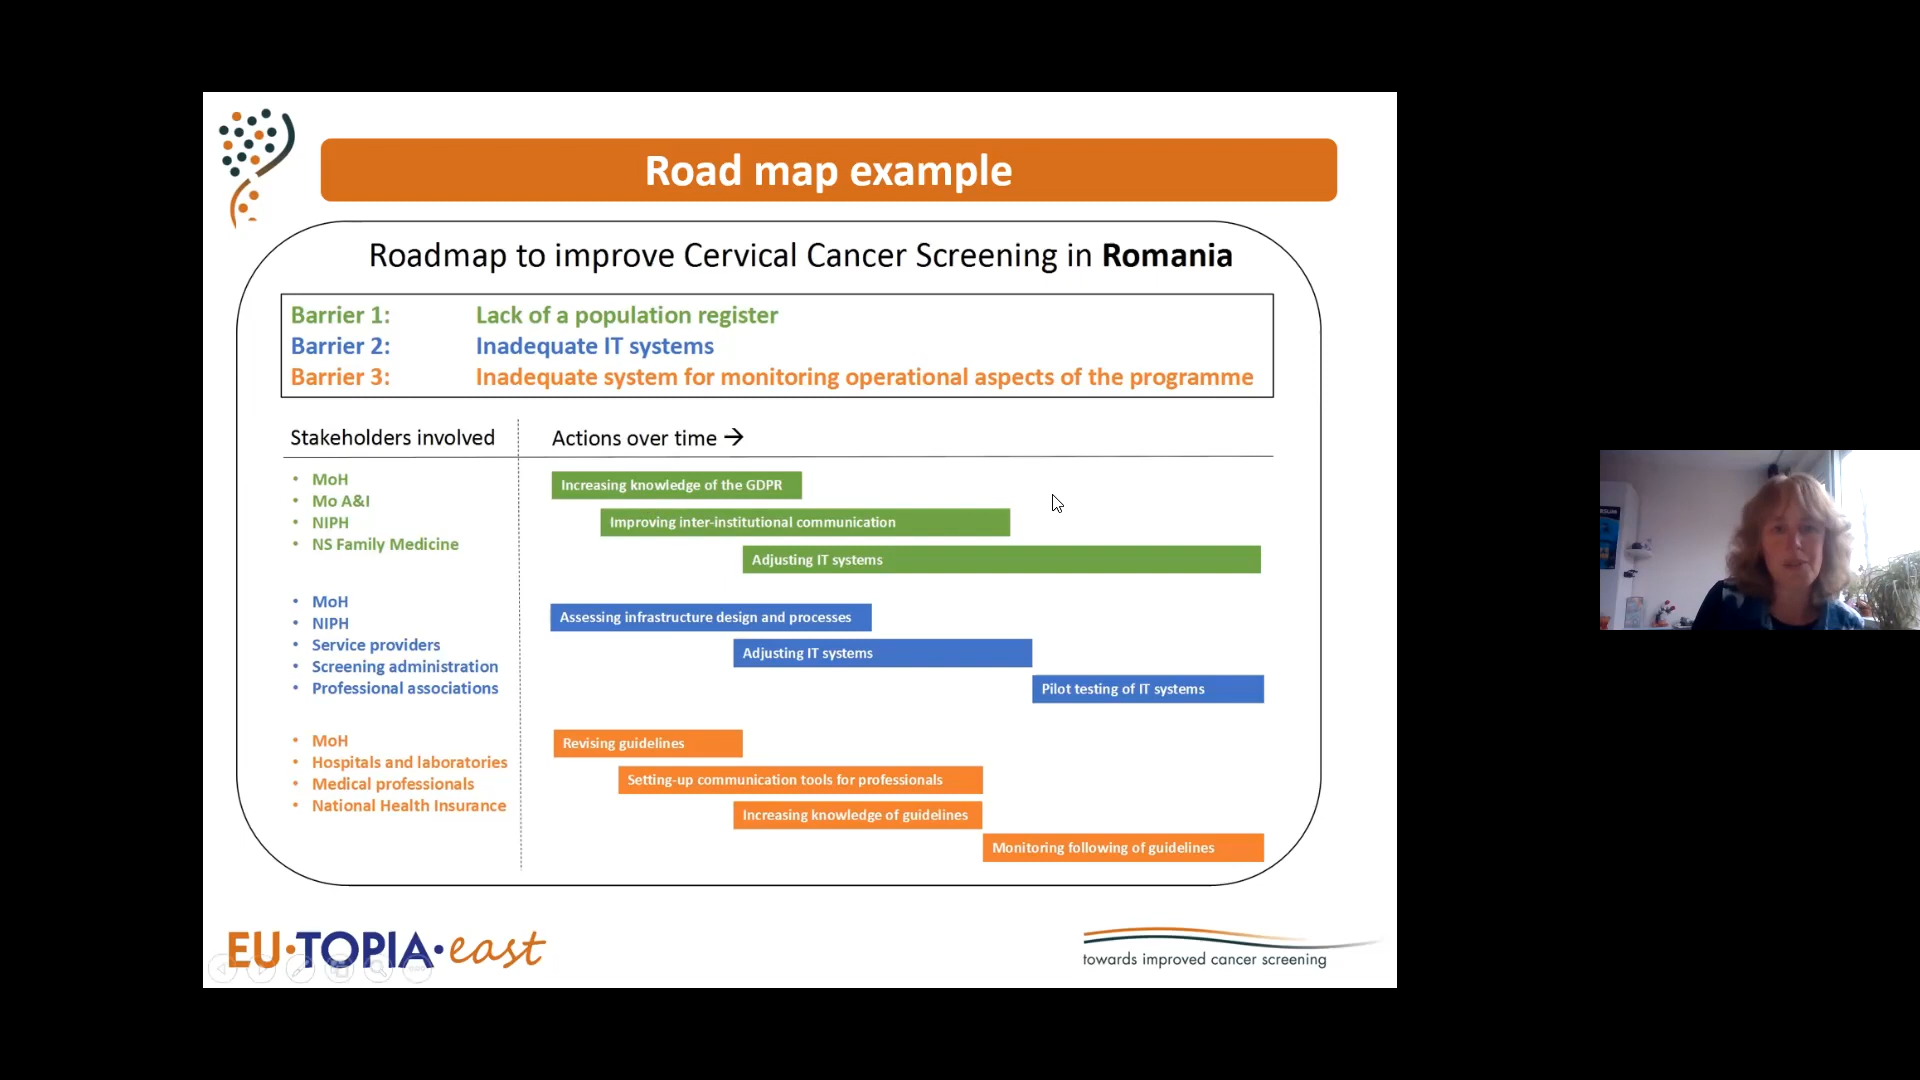 Road map example
Roadmap to improve Cervical Cancer Screening in Romania
Barrier 1: Lack of a population register
Barrier 2: Inadequate IT systems
Barrier 3: Inadequate system for monitoring operational aspects of the programme
Stakeholders involved
Actions over time →
• MoH
• Mo A&I
• NIPH
• NS Family Medicine
Increasing knowledge of the GDPR
Improving inter-institutional communication
Adjusting IT systems
• MoH
• NIPH
• Service providers
• Screening administration
• Professional associations
Assessing infrastructure design and processes
Adjusting IT systems
Pilot testing of IT systems
• MoH
• Hospitals and laboratories
• Medical professionals
• National Health Insurance
Revising guidelines
Setting-up communication tools for professionals
Increasing knowledge of guidelines
Monitoring following of guidelines
EU·TOPIA·east
towards improved cancer screening